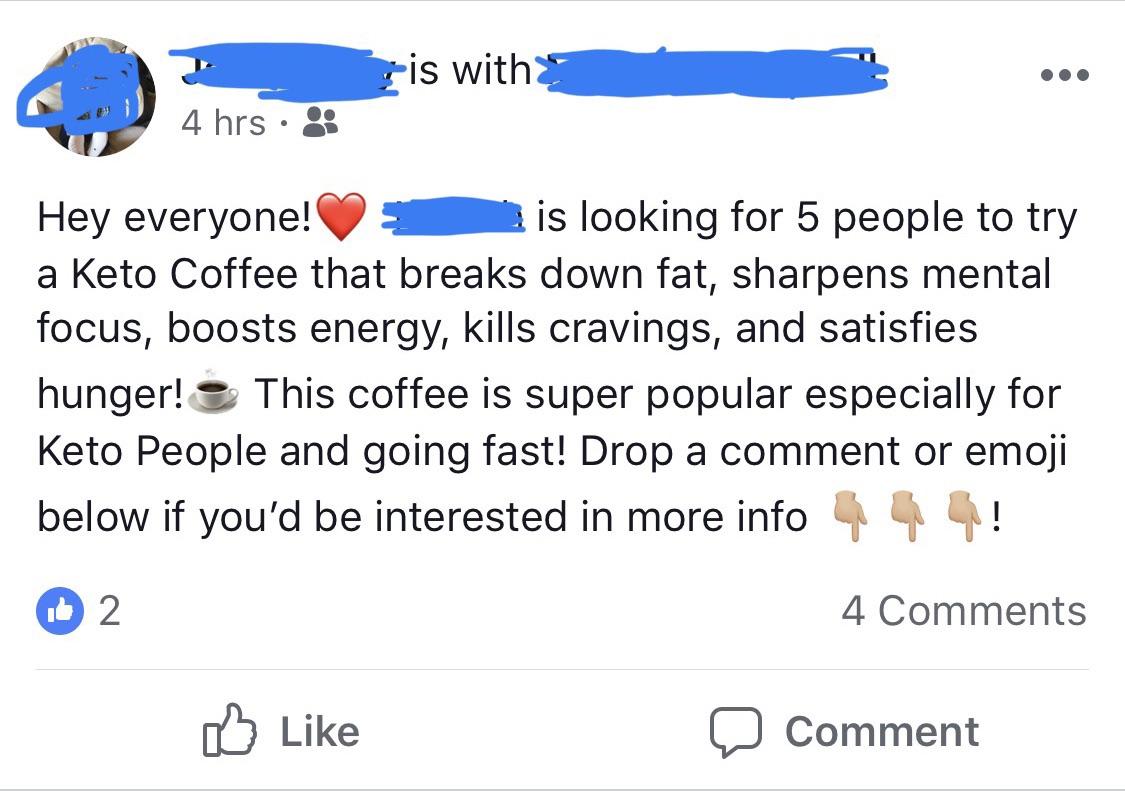 is with
4 hrs ·
Hey everyone!❤️ is looking for 5 people to try
a Keto Coffee that breaks down fat, sharpens mental
focus, boosts energy, kills cravings, and satisfies
hunger!☕ This coffee is super popular especially for
Keto People and going fast! Drop a comment or emoji
below if you’d be interested in more info 👇🏼👇🏼👇🏼!
2
4 Comments
Like
Comment